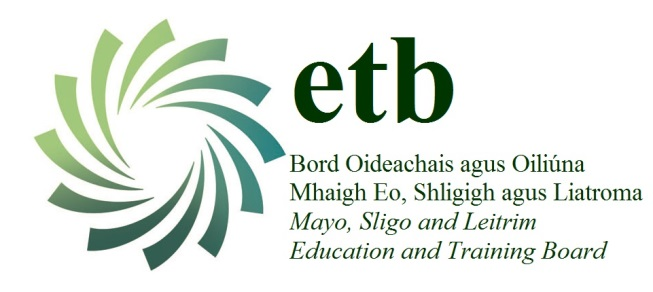 etb
Bord Oideachais agus Oiliúna
Mhaigh Eo, Shligigh agus Liatroma
Mayo, Sligo and Leitrim
Education and Training Board